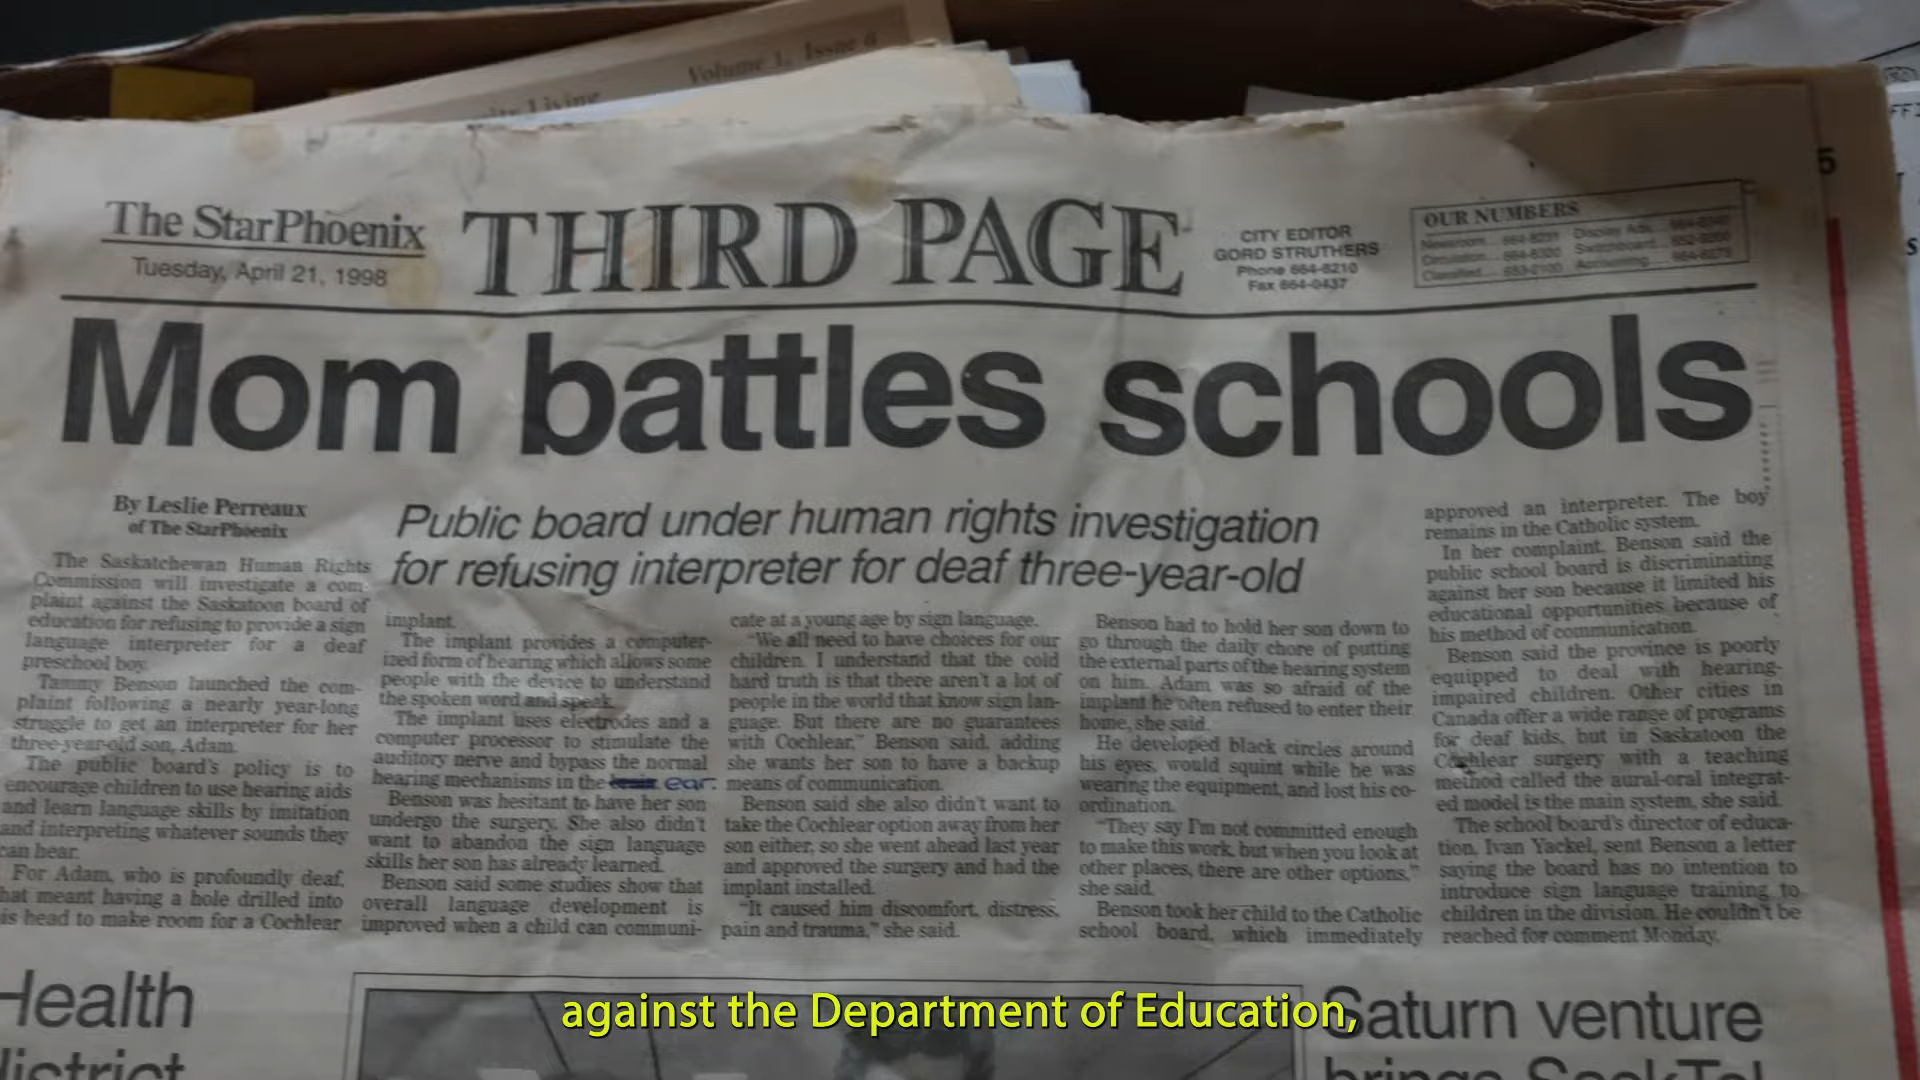 Volume 1, Issue
Living
The StarPhoenix
Tuesday, April 21, 1998
THIRD PAGE
CITY EDITOR
GORD STRUTHERS
Phone 664-8210
Fax 664-0437
OUR NUMBERS
5
Mom battles schools
By Leslie Perreaux
of The StarPhoenix
Public board under human rights investigation
for refusing interpreter for deaf three-year-old
The Saskatchewan Human Rights
Commission will investigate a com-
plaint against the Saskatoon board of
education for refusing to provide a sign
language interpreter for a deaf
preschool boy.
Tammy Benson launched the com-
plaint following a nearly year-long
struggle to get an interpreter for her
three-year-old son, Adam.
The public board's policy is to
encourage children to use hearing aids
and learn language skills by imitation
and interpreting whatever sounds they
can hear.
For Adam, who is profoundly deaf,
hat meant having a hole drilled into
is head to make room for a Cochlear
implant.
The implant provides a computer-
ized form of hearing which allows some
people with the device to understand
the spoken word and speak.
The implant uses electrodes and a
computer processor to stimulate the
auditory nerve and bypass the normal
hearing mechanisms in the ear.
Benson was hesitant to have her son
undergo the surgery. She also didn't
want to abandon the sign language
skills her son has already learned.
Benson said some studies show that
overall language development is
improved when a child can communi-
cate at a young age by sign language.
"We all need to have choices for our
children. I understand that the cold
hard truth is that there aren't a lot of
people in the world that know sign lan-
guage. But there are no guarantees
with Cochlear," Benson said, adding
she wants her son to have a backup
means of communication.
Benson said she also didn't want to
take the Cochlear option away from her
son either, so she went ahead last year
and approved the surgery and had the
implant installed.
"It caused him discomfort, distress,
pain and trauma," she said.
Benson had to hold her son down to
go through the daily chore of putting
the external parts of the hearing system
on him. Adam was so afraid of the
implant he often refused to enter their
home, she said.
He developed black circles around
his eyes, would squint while he was
wearing the equipment, and lost his co-
ordination.
"They say I'm not committed enough
to make this work, but when you look at
other places, there are other options,"
she said.
Benson took her child to the Catholic
school board, which immediately
approved an interpreter. The boy
remains in the Catholic system.
In her complaint, Benson said the
public school board is discriminating
against her son because it limited his
educational opportunities because of
his method of communication.
Benson said the province is poorly
equipped to deal with hearing-
impaired children. Other cities in
Canada offer a wide range of programs
for deaf kids, but in Saskatoon the
Cochlear surgery with a teaching
method called the aural-oral integrat-
ed model is the main system, she said.
The school board's director of educa-
tion, Ivan Yackel, sent Benson a letter
saying the board has no intention to
introduce sign language training to
children in the division. He couldn't be
reached for comment Monday.
Health
district
Saturn venture
brings SaskTel
against the Department of Education,